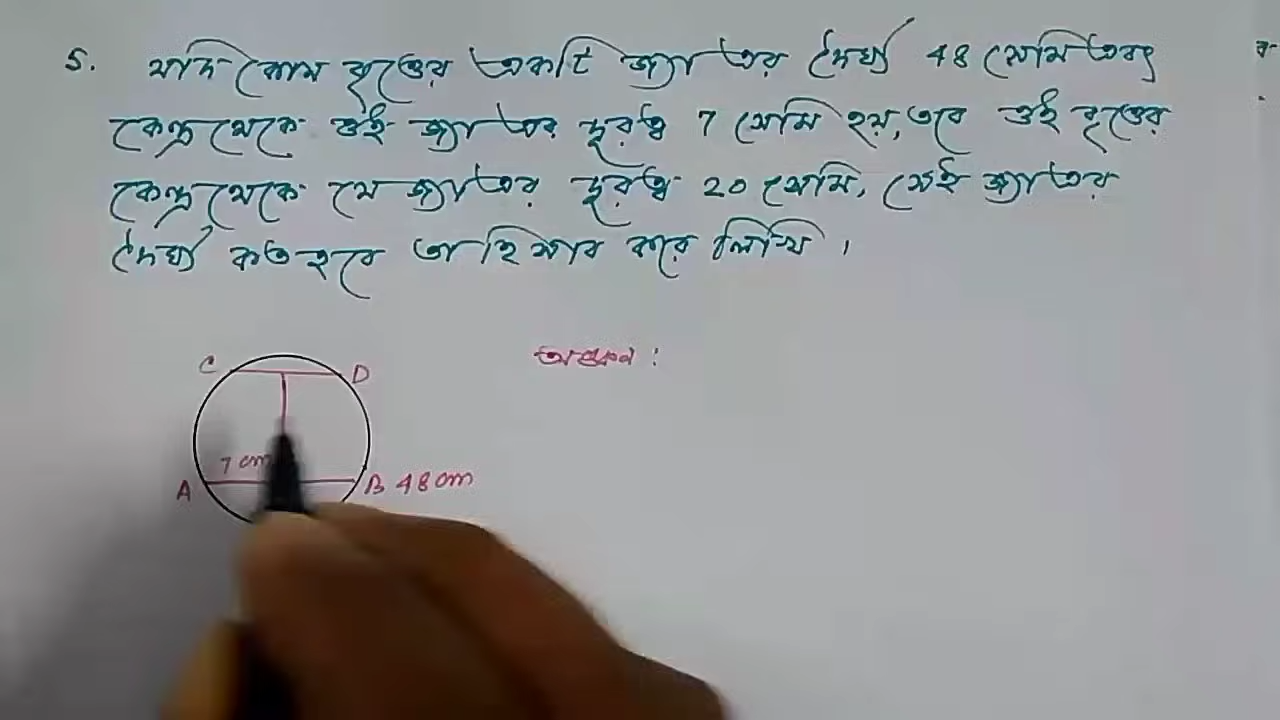 5. যদি কোন বৃত্তের একটি জ্যা এর দৈর্ঘ্য 48 সেমি এবং
কেন্দ্র থেকে ওই জ্যা এর দূরত্ব 7 সেমি হয়, তবে ওই বৃত্তের
কেন্দ্র থেকে যে জ্যা এর দূরত্ব 20 সেমি, সেই জ্যা এর
দৈর্ঘ্য কত হবে তা হিসাব করে লিখি ।
অঙ্কন :
C D
7 cm
A B 48 cm